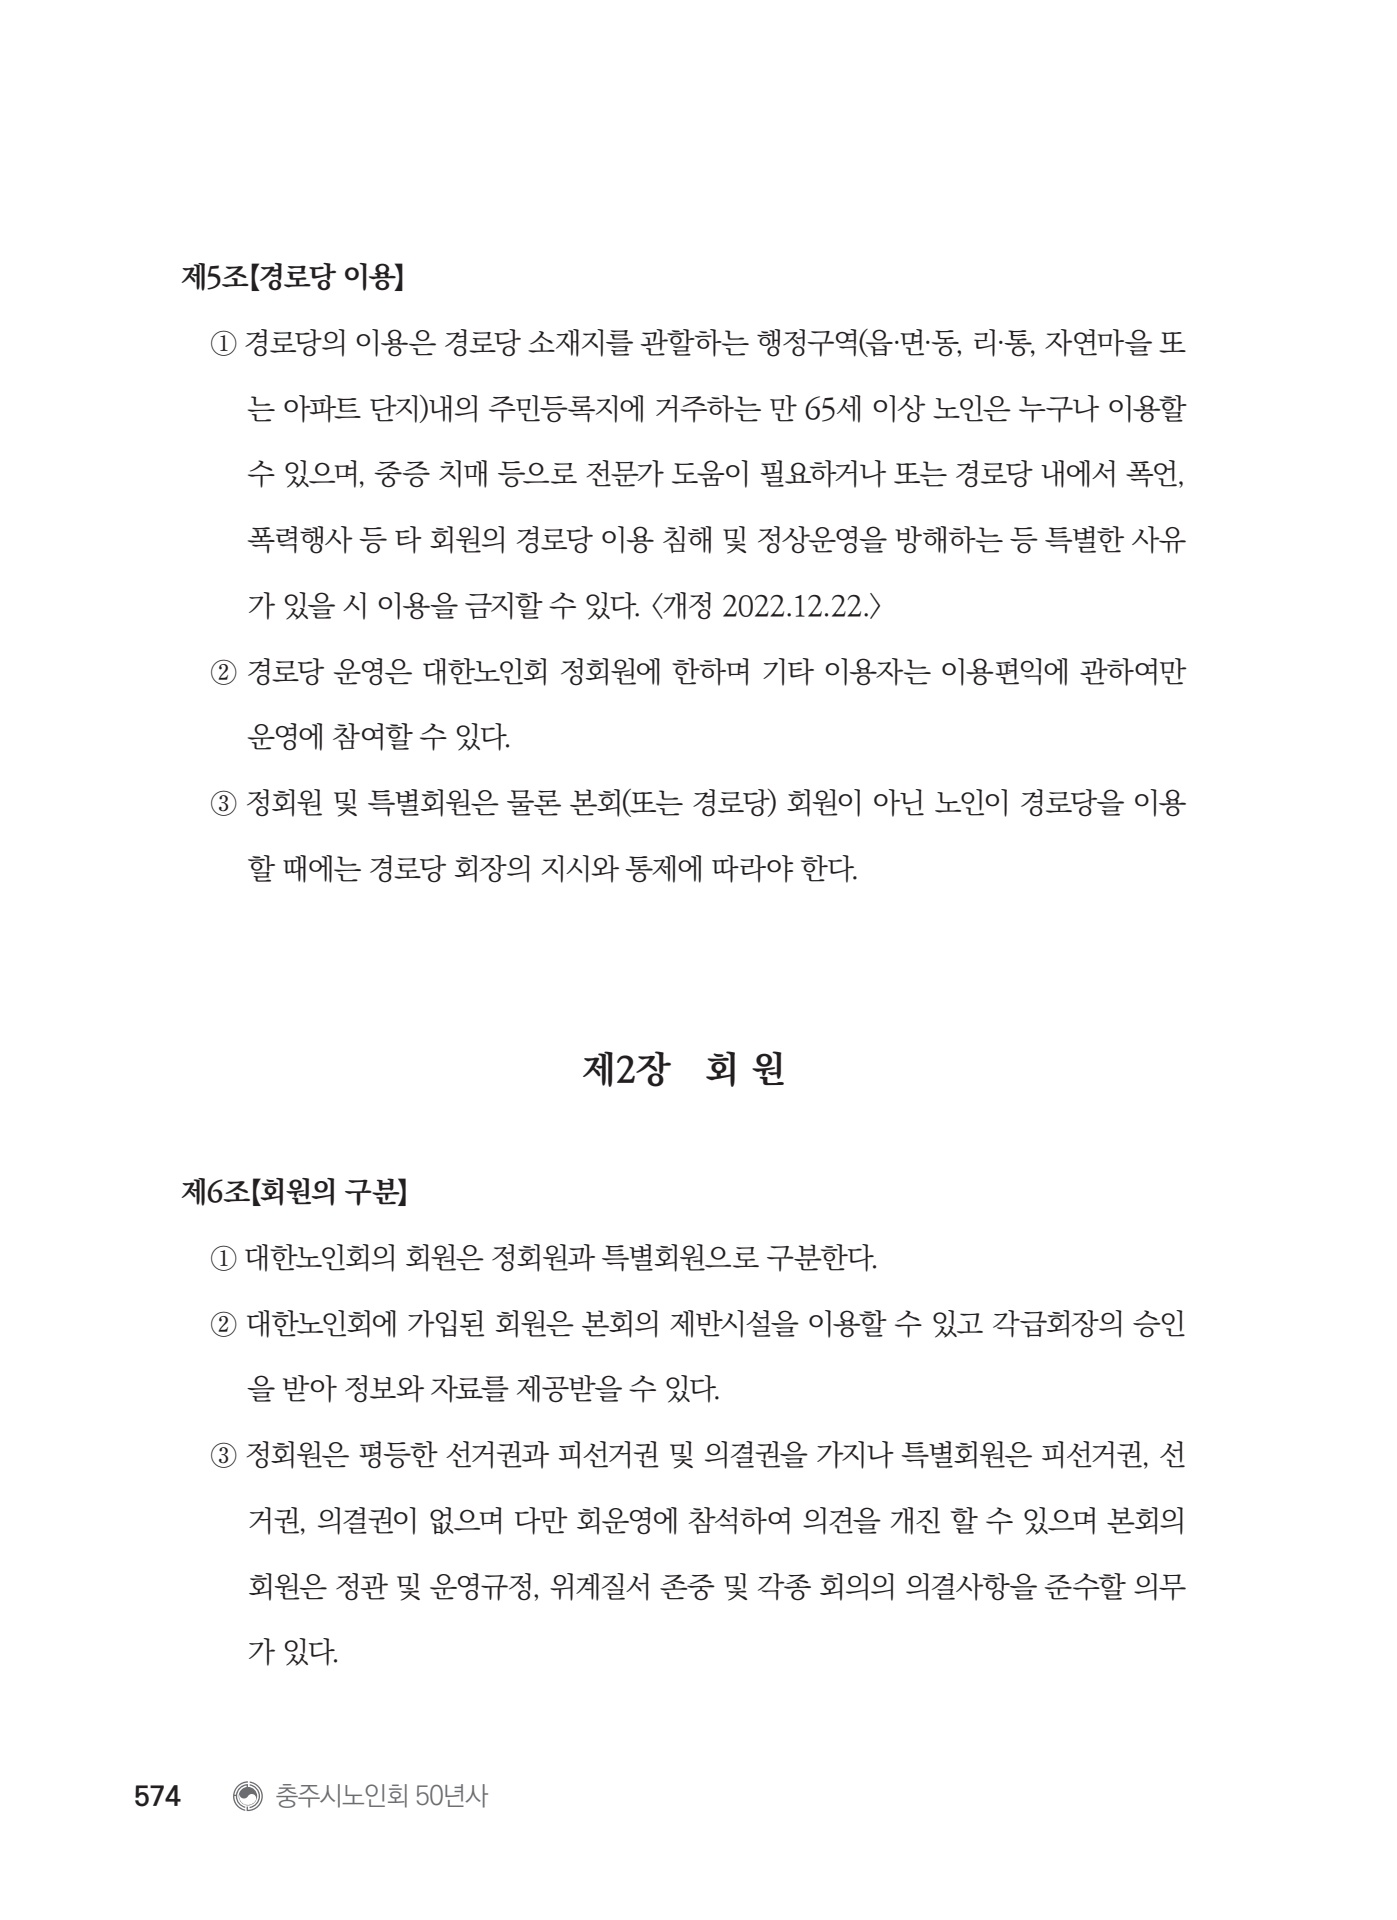 제5조【경로당 이용】
① 경로당의 이용은 경로당 소재지를 관할하는 행정구역(읍·면·동, 리·통, 자연마을 또
는 아파트 단지)내의 주민등록지에 거주하는 만 65세 이상 노인은 누구나 이용할
수 있으며, 중증 치매 등으로 전문가 도움이 필요하거나 또는 경로당 내에서 폭언,
폭력행사 등 타 회원의 경로당 이용 침해 및 정상운영을 방해하는 등 특별한 사유
가 있을 시 이용을 금지할 수 있다. 〈개정 2022.12.22.〉
② 경로당 운영은 대한노인회 정회원에 한하며 기타 이용자는 이용편익에 관하여만
운영에 참여할 수 있다.
③ 정회원 및 특별회원은 물론 본회(또는 경로당) 회원이 아닌 노인이 경로당을 이용
할 때에는 경로당 회장의 지시와 통제에 따라야 한다.
제2장 회 원
제6조【회원의 구분】
① 대한노인회의 회원은 정회원과 특별회원으로 구분한다.
② 대한노인회에 가입된 회원은 본회의 제반시설을 이용할 수 있고 각급회장의 승인
을 받아 정보와 자료를 제공받을 수 있다.
③ 정회원은 평등한 선거권과 피선거권 및 의결권을 가지나 특별회원은 피선거권, 선
거권, 의결권이 없으며 다만 회운영에 참석하여 의견을 개진 할 수 있으며 본회의
회원은 정관 및 운영규정, 위계질서 존중 및 각종 회의의 의결사항을 준수할 의무
가 있다.
574 충주시노인회 50년사